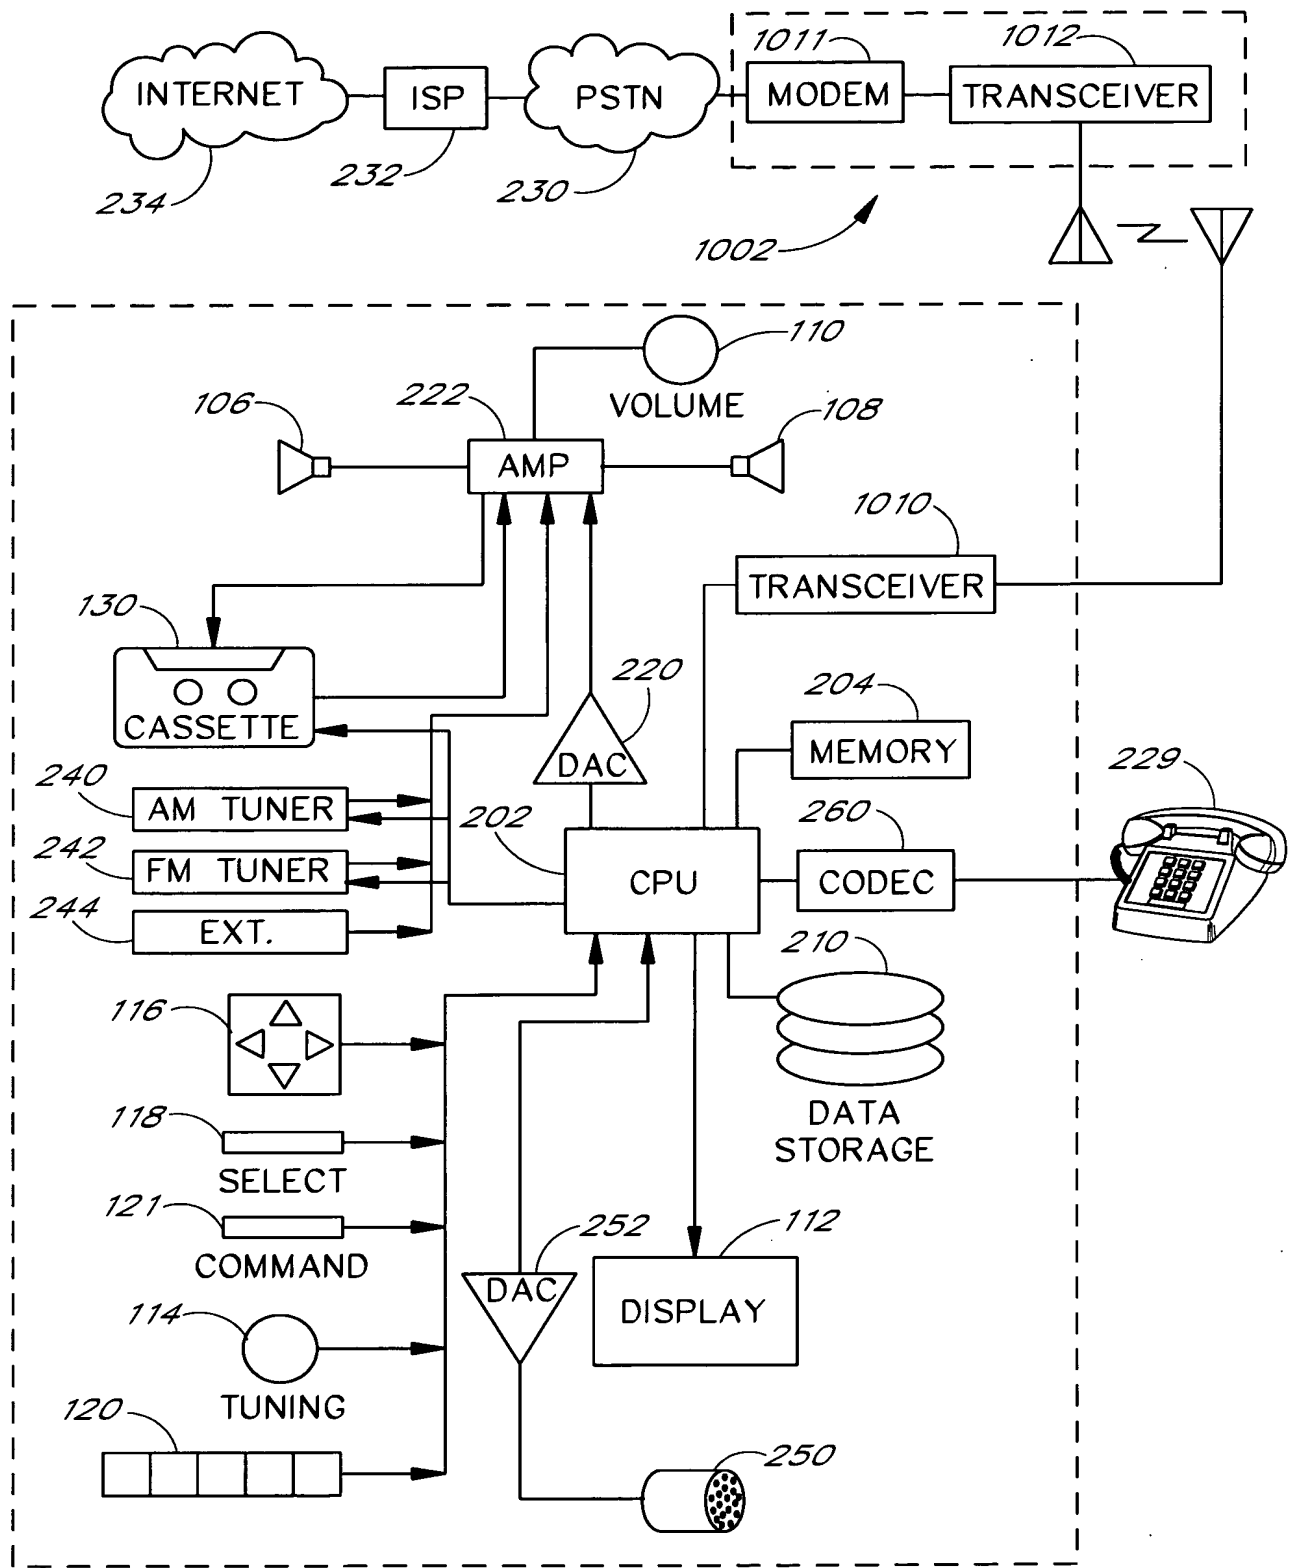 1011
1012
INTERNET
ISP
PSTN
MODEM
TRANSCEIVER
234
232
230
1002
110
106
222
VOLUME
108
AMP
1010
TRANSCEIVER
130
220
204
CASSETTE
DAC
MEMORY
229
240
AM TUNER
202
260
242
FM TUNER
CPU
CODEC
244
EXT.
210
116
DATA
STORAGE
118
SELECT
121
COMMAND
252
112
DAC
DISPLAY
114
TUNING
120
250